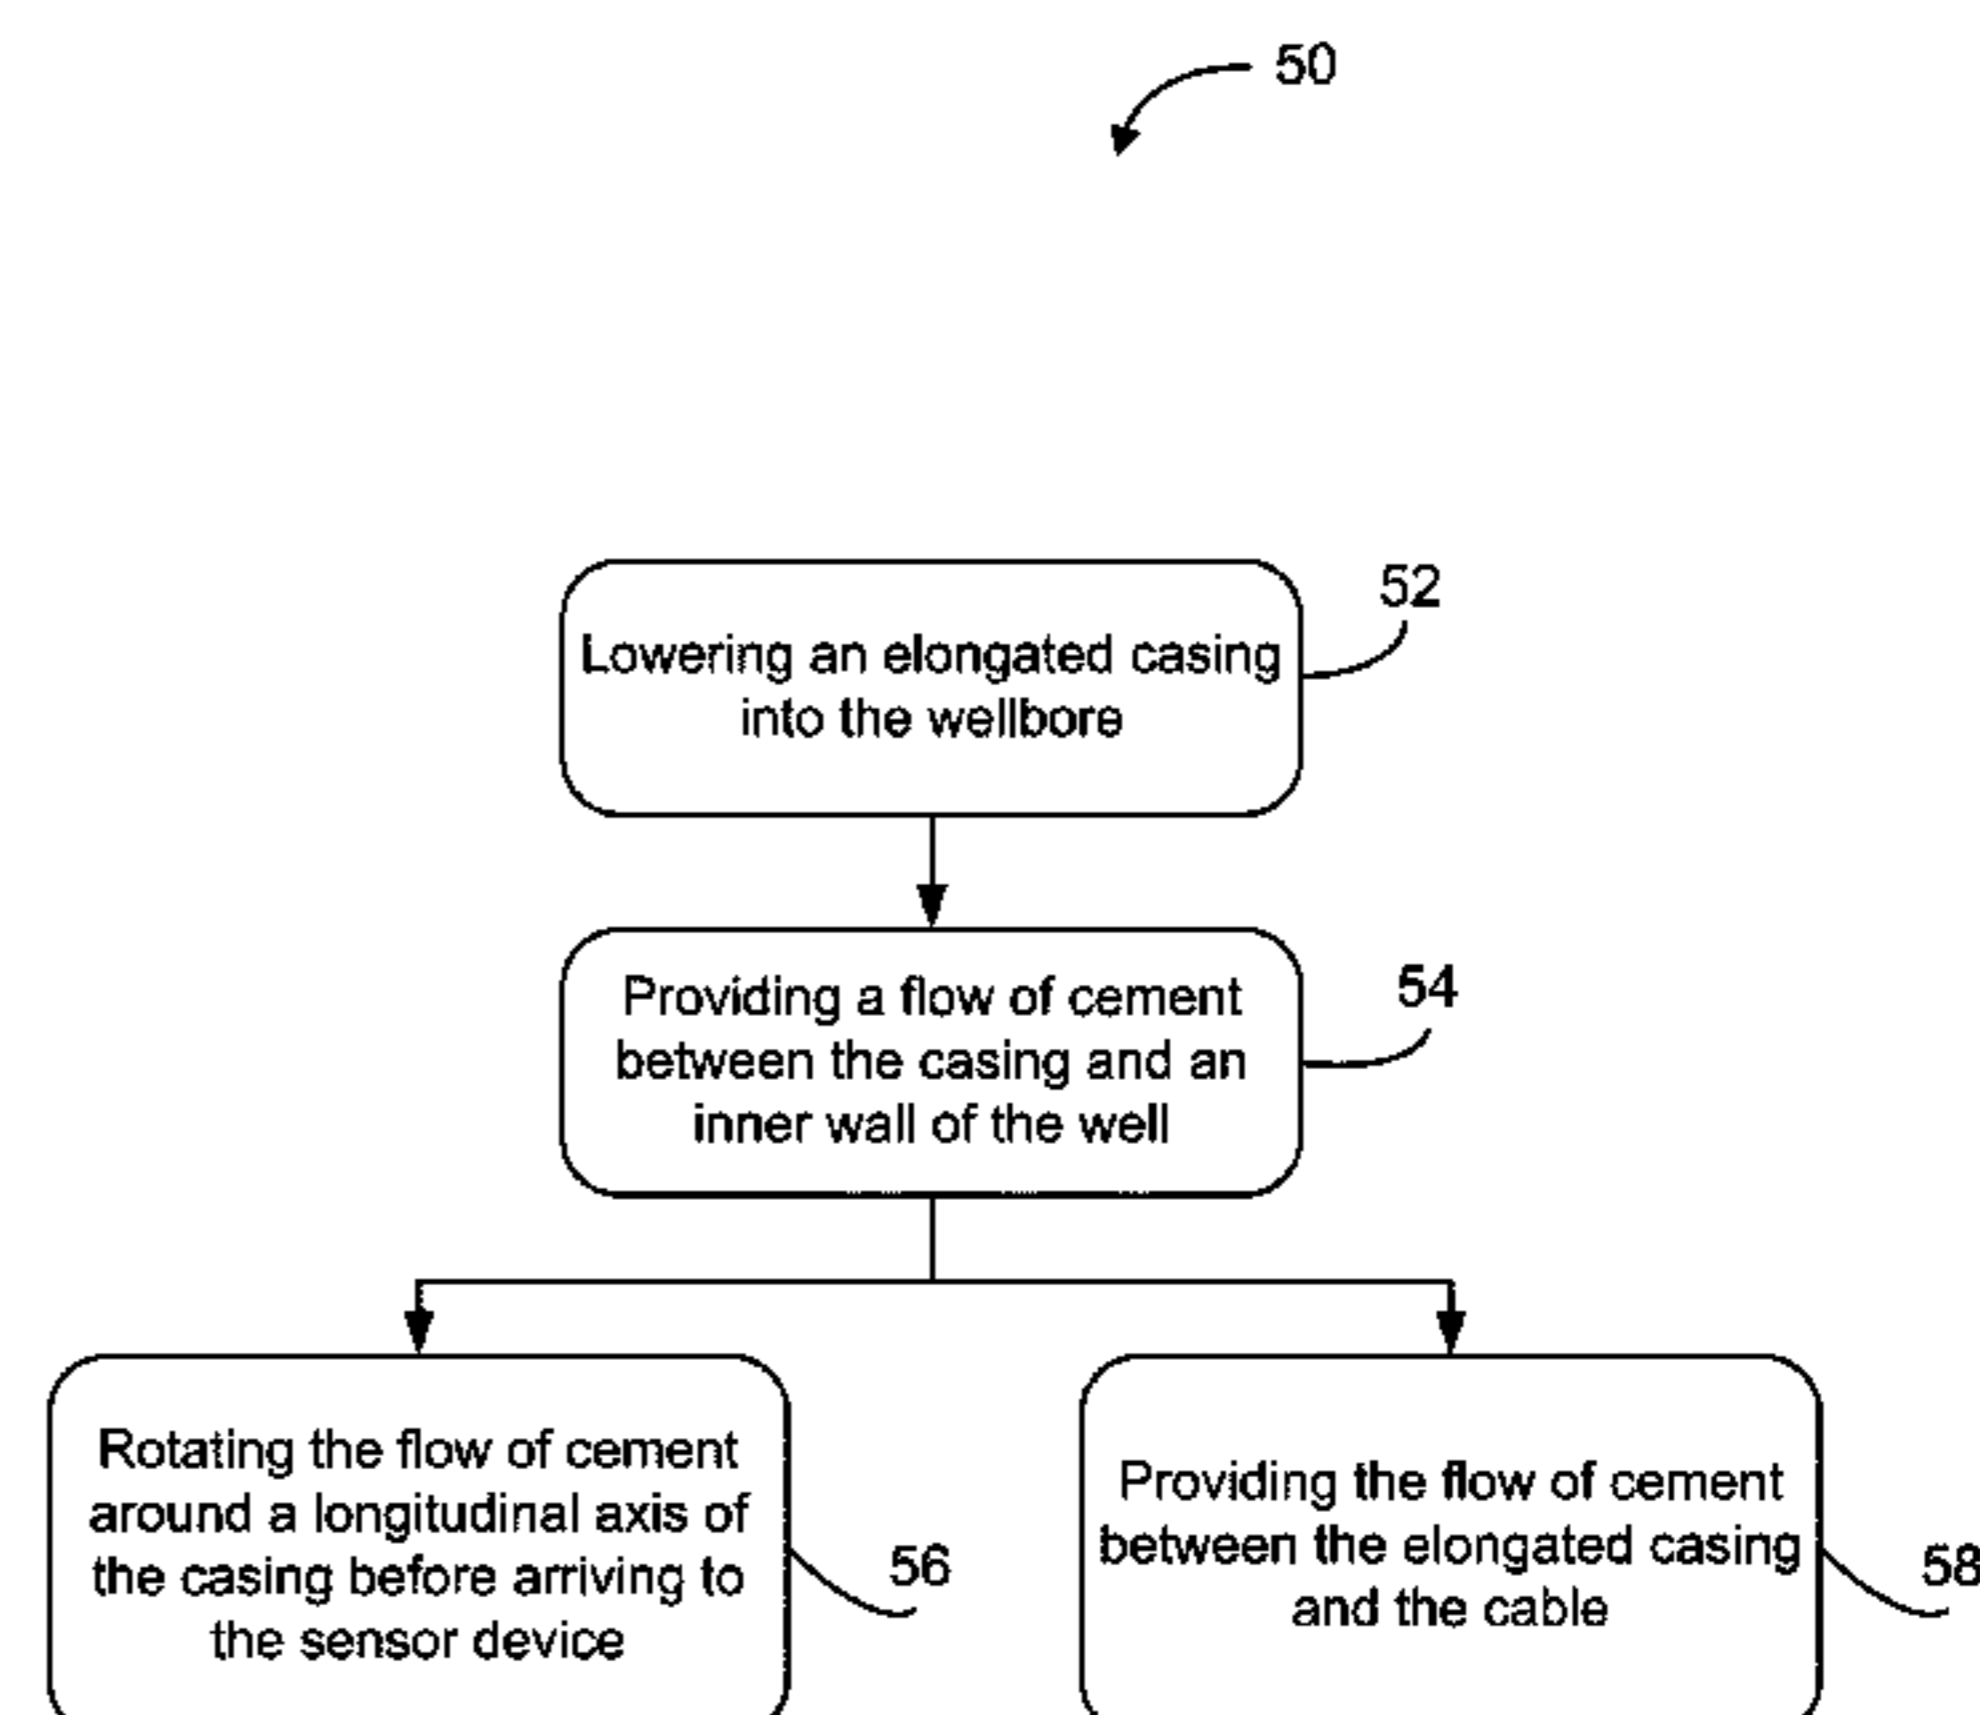 50
52
Lowering an elongated casing
into the wellbore
54
Providing a flow of cement
between the casing and an
inner wall of the well
Rotating the flow of cement
around a longitudinal axis of
the casing before arriving to
the sensor device
56
Providing the flow of cement
between the elongated casing
and the cable
58